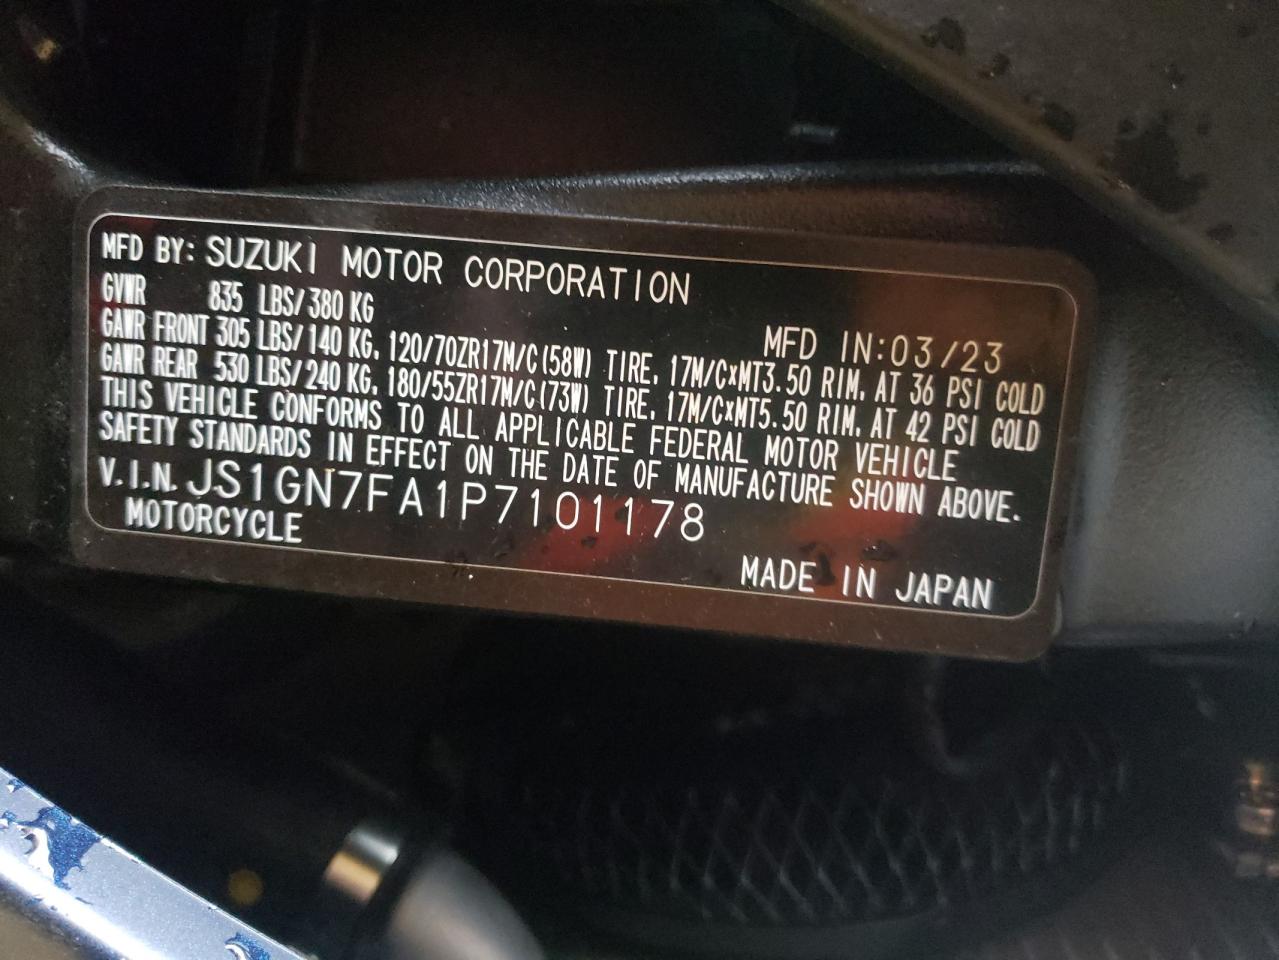 MFD BY: SUZUKI MOTOR CORPORATION
GVWR 835 LBS/380 KG
MFD IN:03/23
GAWR FRONT 305 LBS/140 KG, 120/70ZR17M/C(58W) TIRE, 17M/C×MT3.50 RIM, AT 36 PSI COLD
GAWR REAR 530 LBS/240 KG, 180/55ZR17M/C(73W) TIRE, 17M/C×MT5.50 RIM, AT 42 PSI COLD
THIS VEHICLE CONFORMS TO ALL APPLICABLE FEDERAL MOTOR VEHICLE
SAFETY STANDARDS IN EFFECT ON THE DATE OF MANUFACTURE SHOWN ABOVE.
V.I.N. JS1GN7FA1P7101178
MOTORCYCLE
MADE IN JAPAN